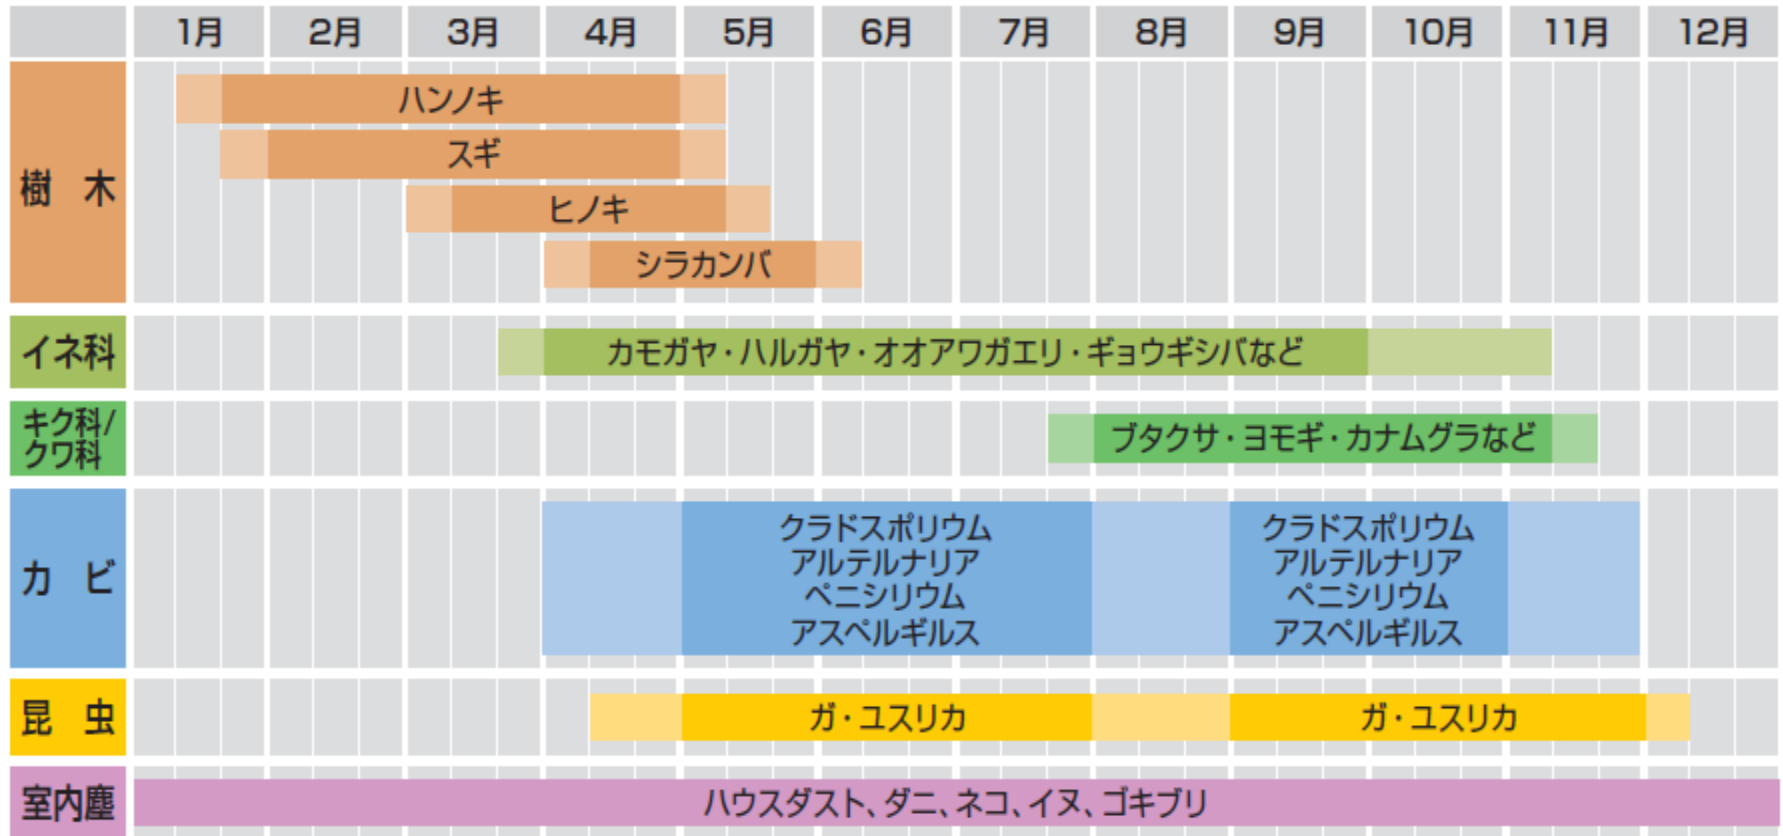 1月 2月 3月 4月 5月 6月 7月 8月 9月 10月 11月 12月
樹 木
ハンノキ
スギ
ヒノキ
シラカンバ
イネ科
カモガヤ・ハルガヤ・オオアワガエリ・ギョウギシバなど
キク科/
クワ科
ブタクサ・ヨモギ・カナムグラなど
カ ビ
クラドスポリウム
アルテルナリア
ペニシリウム
アスペルギルス
クラドスポリウム
アルテルナリア
ペニシリウム
アスペルギルス
昆 虫
ガ・ユスリカ
ガ・ユスリカ
室内塵
ハウスダスト、ダニ、ネコ、イヌ、ゴキブリ